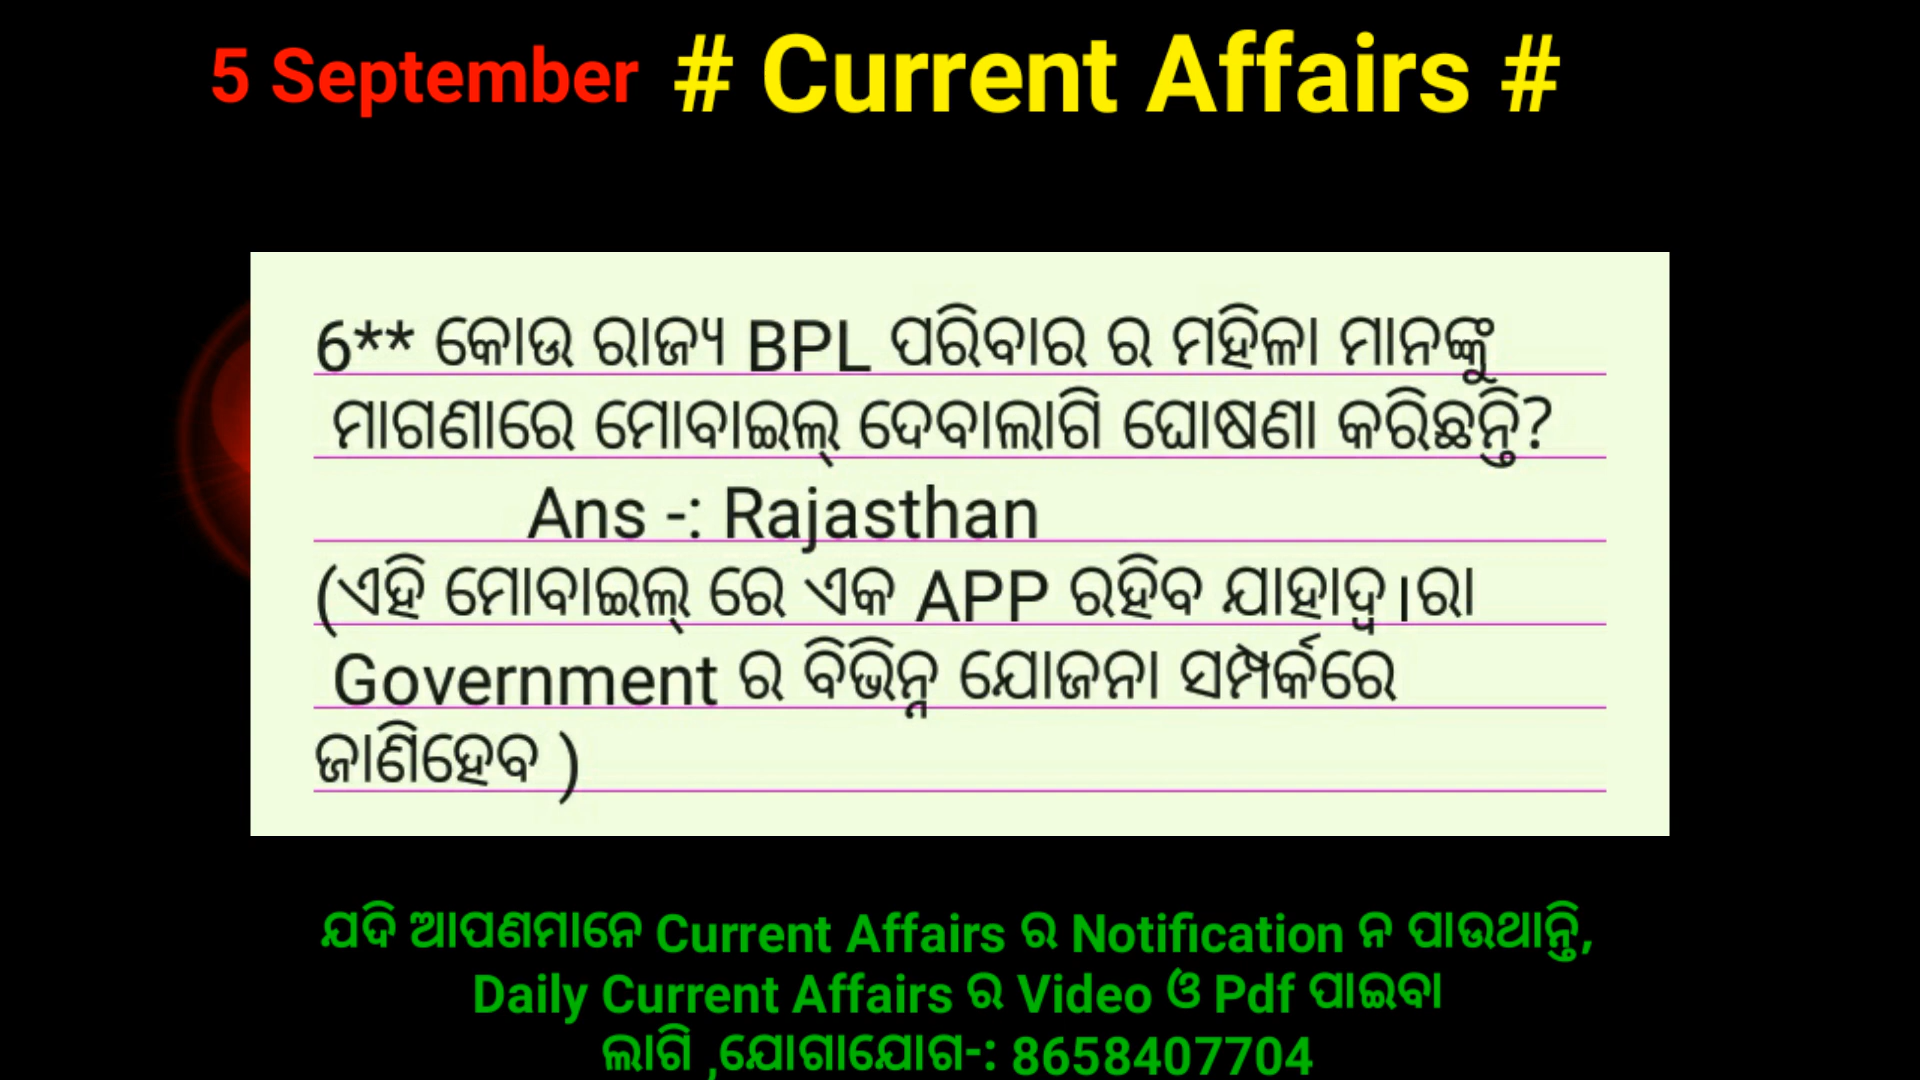 5 September # Current Affairs #
6** କୋଉ ରାଜ୍ୟ BPL ପରିବାର ର ମହିଳା ମାନଙ୍କୁ
ମାଗଣାରେ ମୋବାଇଲ୍ ଦେବାଲାଗି ଘୋଷଣା କରିଛନ୍ତି?
Ans -: Rajasthan
(ଏହି ମୋବାଇଲ୍ ରେ ଏକ APP ରହିବ ଯାହାଦ୍ୱ।ରା
Government ର ବିଭିନ୍ନ ଯୋଜନା ସମ୍ପର୍କରେ
ଜାଣିହେବ )
ଯଦି ଆପଣମାନେ Current Affairs ର Notification ନ ପାଉଥାନ୍ତି,
Daily Current Affairs ର Video ଓ Pdf ପାଇବା
ଲାଗି ,ଯୋଗାଯୋଗ-: 8658407704